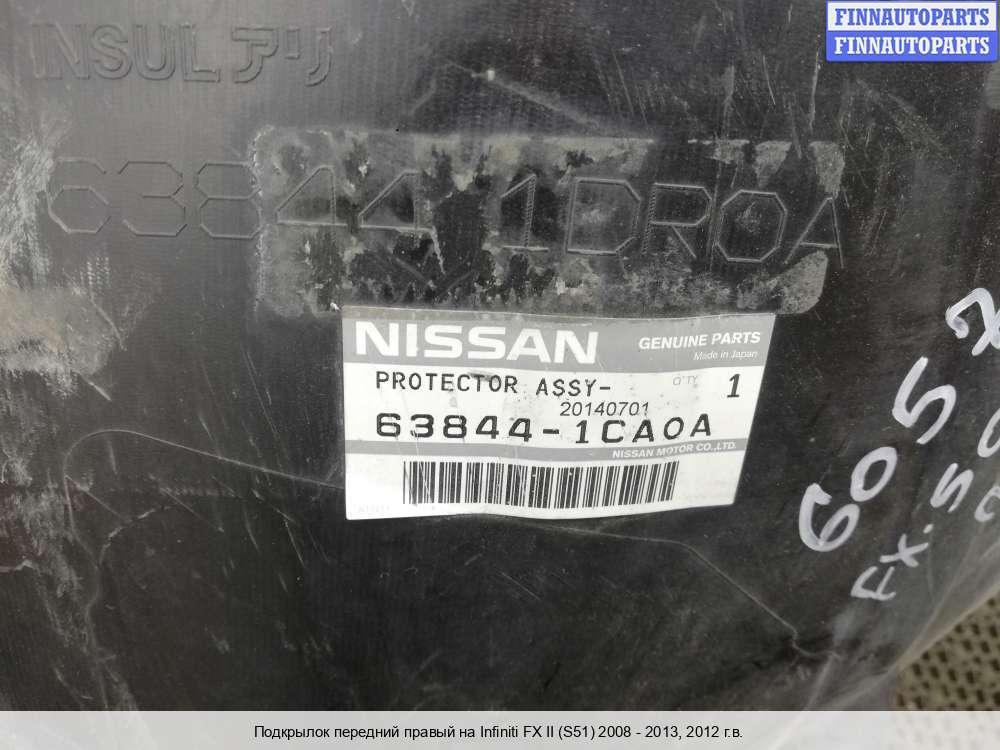 FINNAUTOPARTS
FINNAUTOPARTS
INSUL アリ
63844 1DR0A
NISSAN
GENUINE PARTS
Made in Japan
PROTECTOR ASSY-
Q'TY 1
20140701
63844-1CA0A
NISSAN MOTOR CO.,LTD.
6052
FX.S
Подкрылок передний правый на Infiniti FX II (S51) 2008 - 2013, 2012 г.в.